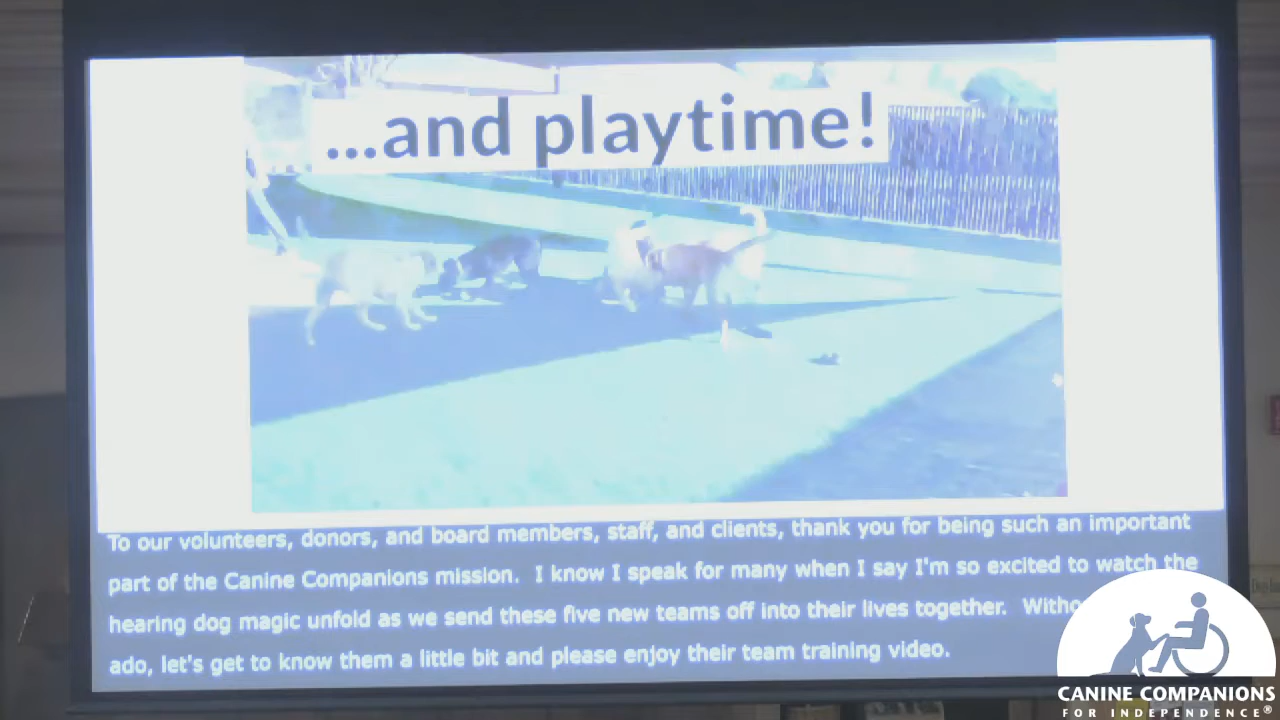 ...and playtime!
To our volunteers, donors, and board members, staff, and clients, thank you for being such an important
part of the Canine Companions mission.  I know I speak for many when I say I'm so excited to watch the
hearing dog magic unfold as we send these five new teams off into their lives together.
ado, let's get to know them a little bit and please enjoy their team training video.
CANINE COMPANIONS
FOR INDEPENDENCE®